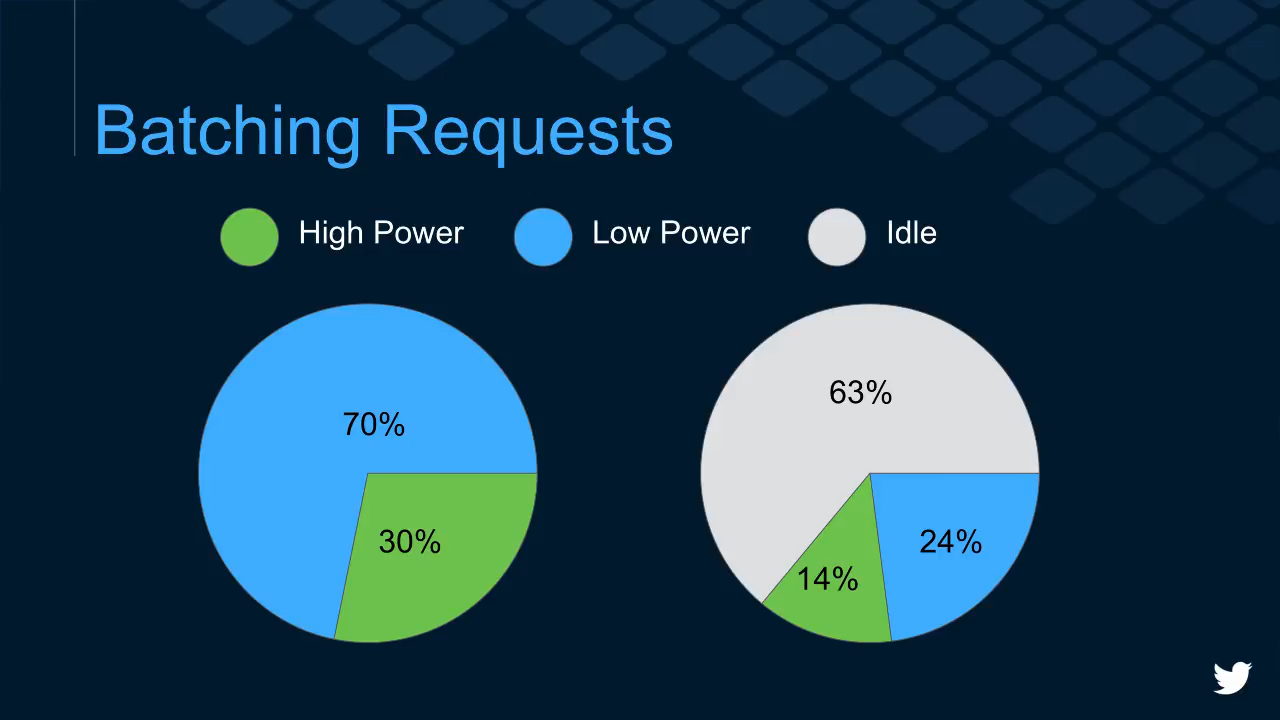 Batching Requests
High Power
Low Power
Idle
70%
30%
63%
24%
14%